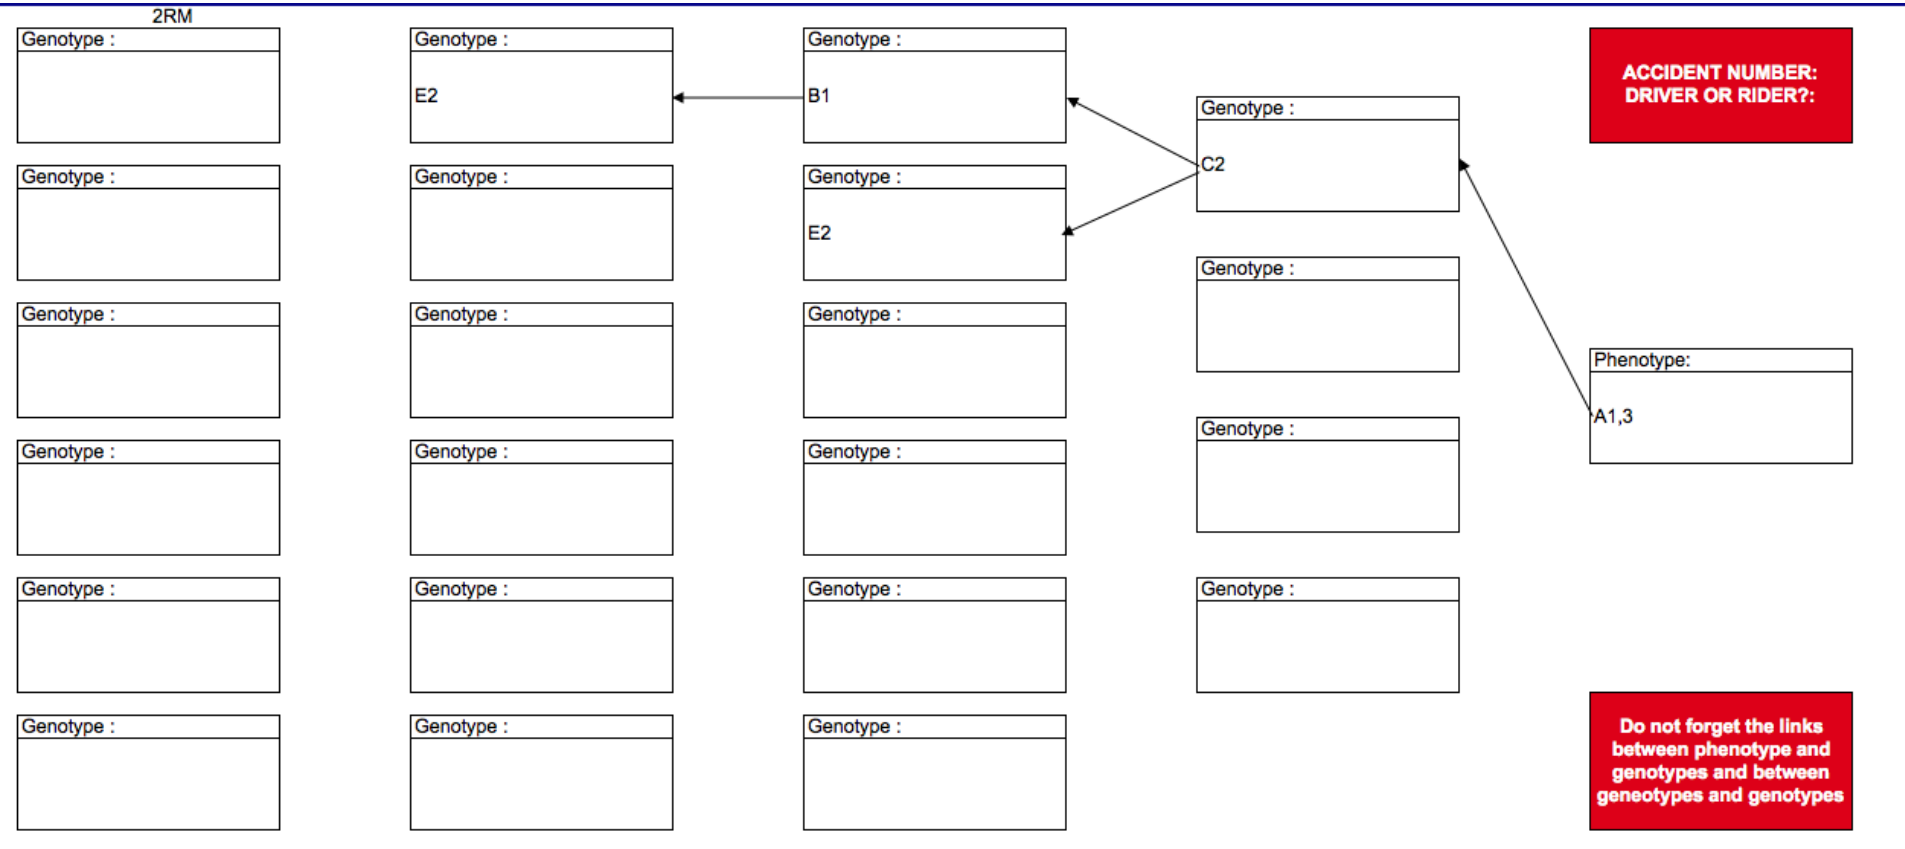 2RM
Genotype :
Genotype :
E2
Genotype :
B1
Genotype :
C2
ACCIDENT NUMBER:
DRIVER OR RIDER?:
Genotype :
Genotype :
Genotype :
E2
Genotype :
Genotype :
Genotype :
Genotype :
Phenotype:
A1,3
Genotype :
Genotype :
Genotype :
Genotype :
Genotype :
Genotype :
Genotype :
Genotype :
Genotype :
Genotype :
Genotype :
Do not forget the links
between phenotype and
genotypes and between
geneotypes and genotypes